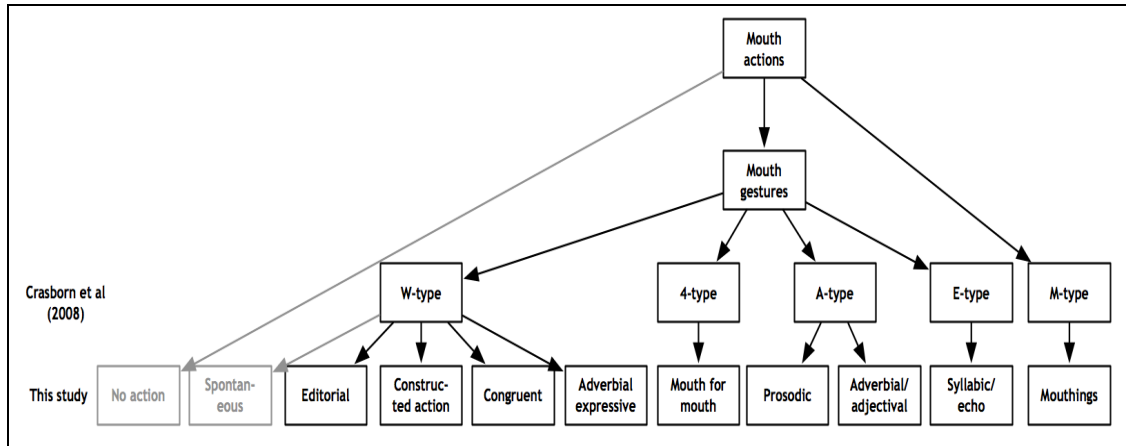 Mouth
actions
Mouth
gestures
Crasborn et al
(2008)
W-type
4-type
A-type
E-type
M-type
This study
No action
Spontan-
eous
Editorial
Construc-
ted action
Congruent
Adverbial
expressive
Mouth for
mouth
Prosodic
Adverbial/
adjectival
Syllabic/
echo
Mouthings